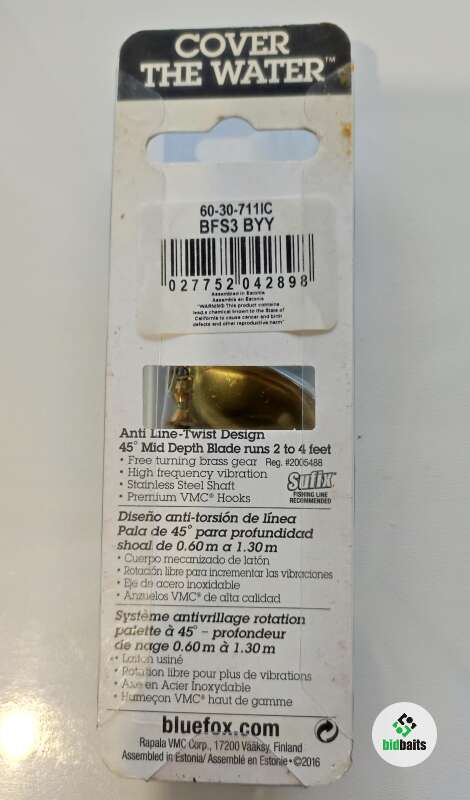 COVER
THE WATER™
60-30-711IC
BFS3 BYY
027752 042898
Assembled in Estonia
Assemble en Estonie
"WARNING This product contains
lead,a chemical known to the State of
California to cause cancer and birth
defects and other reproductive harm"
Anti Line-Twist Design
45° Mid Depth Blade runs 2 to 4 feet
• Free turning brass gear Reg. #2005488
• High frequency vibration
• Stainless Steel Shaft
• Premium VMC® Hooks
Sufix™
FISHING LINE
RECOMMENDED
Diseño anti-torsión de línea
Pala de 45° para profundidad
shoal de 0.60 m a 1.30 m
• Cuerpo mecanizado de latón
• Rotación libre para incrementar las vibraciones
• Eje de acero inoxidable
• Anzuelos VMC® de alta calidad
Système antivrillage rotation
palette à 45° – profondeur
de nage 0.60 m à 1.30 m
• Laiton usiné
• Rotation libre pour plus de vibrations
• Axe en Acier Inoxydable
• Hameçon VMC® haut de gamme
bluefox.com
Rapala VMC Corp., 17200 Vääksy, Finland
Assembled in Estonia/ Assemblé en Estonie•©2016
bidbaits